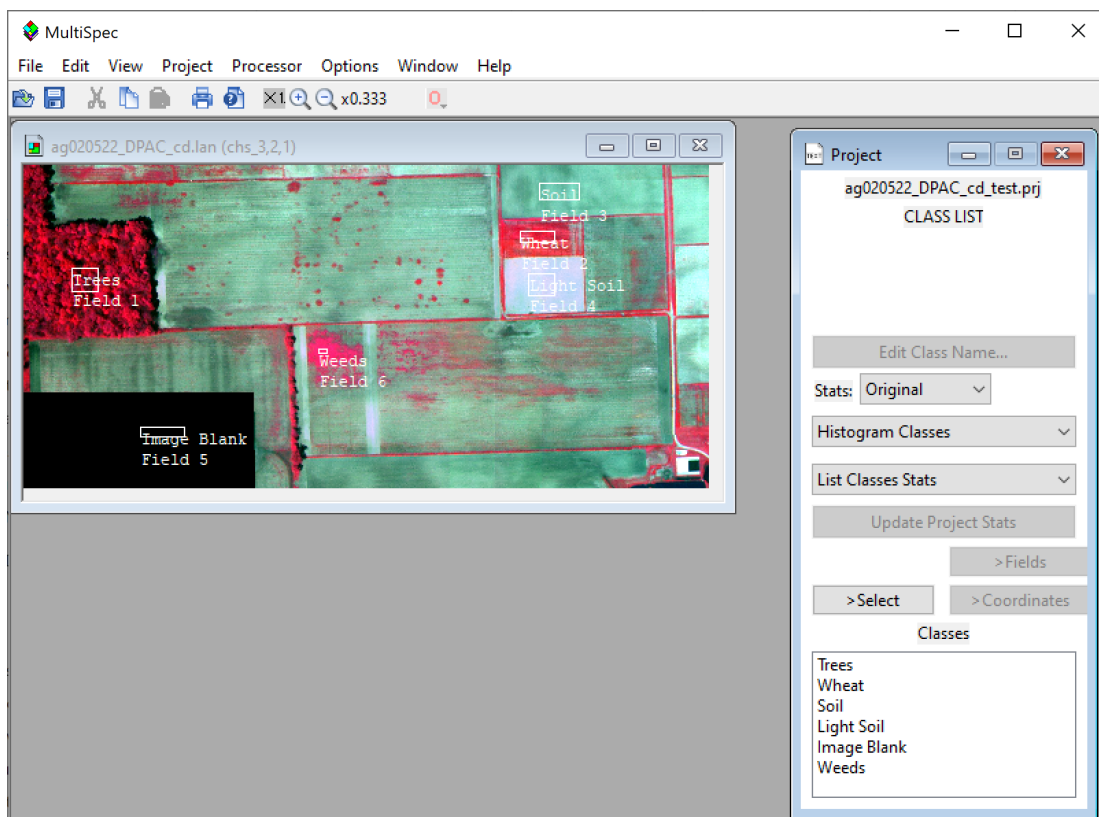 MultiSpec
File Edit View Project Processor Options Window Help
×1 x0.333 O
ag020522_DPAC_cd.lan (chs_3,2,1)
Soil
Field 3
Wheat
Field 2
Trees
Field 1
Light Soil
Field 4
Weeds
Field 6
Image Blank
Field 5
TEXT Project
ag020522_DPAC_cd_test.prj
CLASS LIST
Edit Class Name...
Stats: Original
Histogram Classes
List Classes Stats
Update Project Stats
>Fields
>Select >Coordinates
Classes
Trees
Wheat
Soil
Light Soil
Image Blank
Weeds